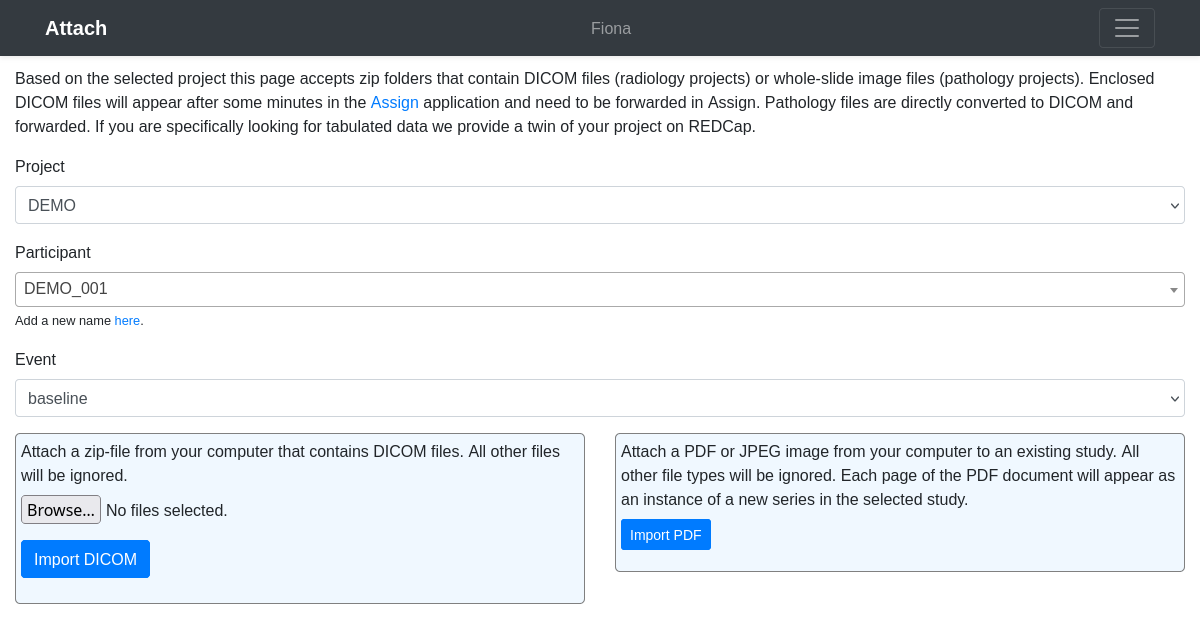 Attach
Fiona
Based on the selected project this page accepts zip folders that contain DICOM files (radiology projects) or whole-slide image files (pathology projects). Enclosed
DICOM files will appear after some minutes in the Assign application and need to be forwarded in Assign. Pathology files are directly converted to DICOM and
forwarded. If you are specifically looking for tabulated data we provide a twin of your project on REDCap.
Project
DEMO
Participant
DEMO_001
Add a new name here.
Event
baseline
Attach a zip-file from your computer that contains DICOM files. All other files
will be ignored.
Browse... No files selected.
Import DICOM
Attach a PDF or JPEG image from your computer to an existing study. All
other file types will be ignored. Each page of the PDF document will appear as
an instance of a new series in the selected study.
Import PDF